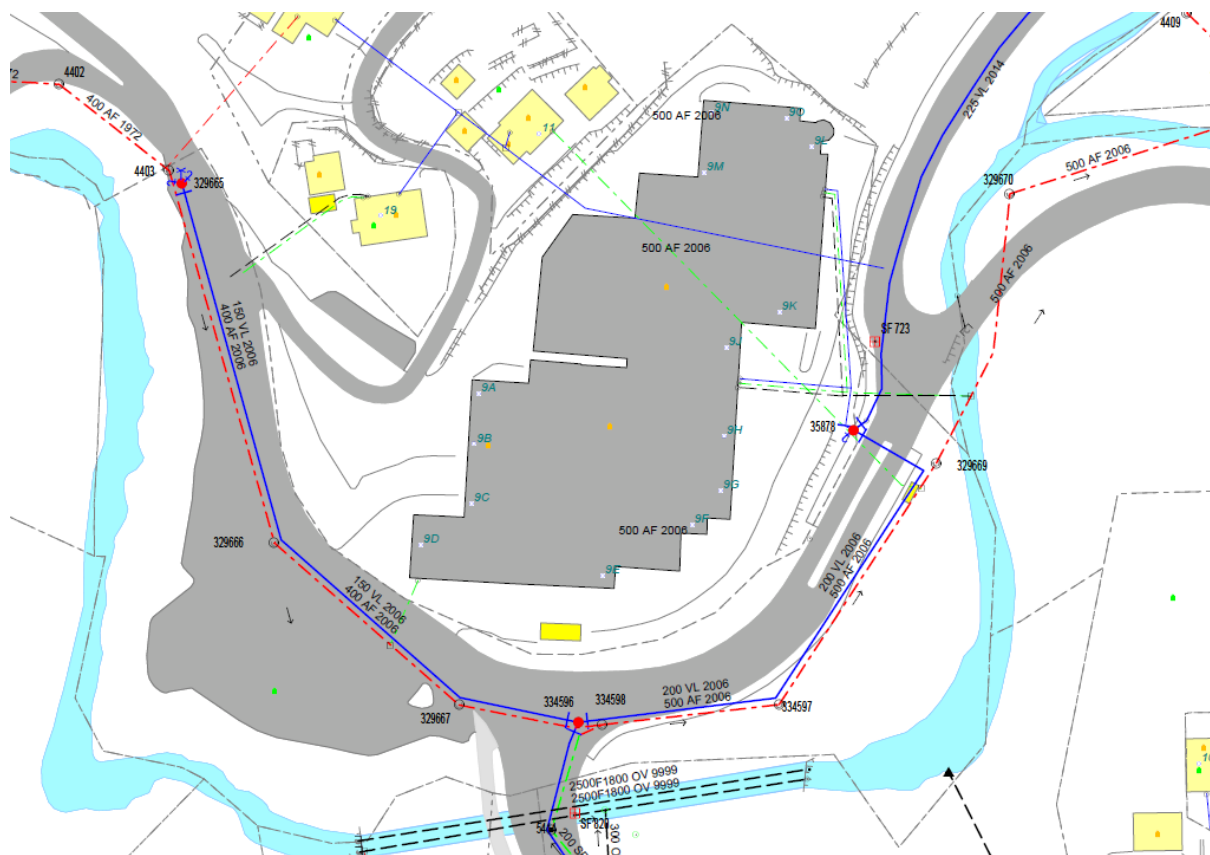 4409
4402
400 AF 1972
4403
329665
19
11
9N
500 AF 2006
9O
9L
9M
225 VL 2014
500 AF 2006
329670
500 AF 2006
500 AF 2006
9K
SF 723
9J
150 VL 2006
400 AF 2006
9A
9B
9C
9D
9H
9G
9F
500 AF 2006
9E
35878
329669
329666
150 VL 2006
400 AF 2006
200 VL 2006
500 AF 2006
329667
334596
334598
200 VL 2006
500 AF 2006
334597
2500F1800 OV 9999
2500F1800 OV 9999